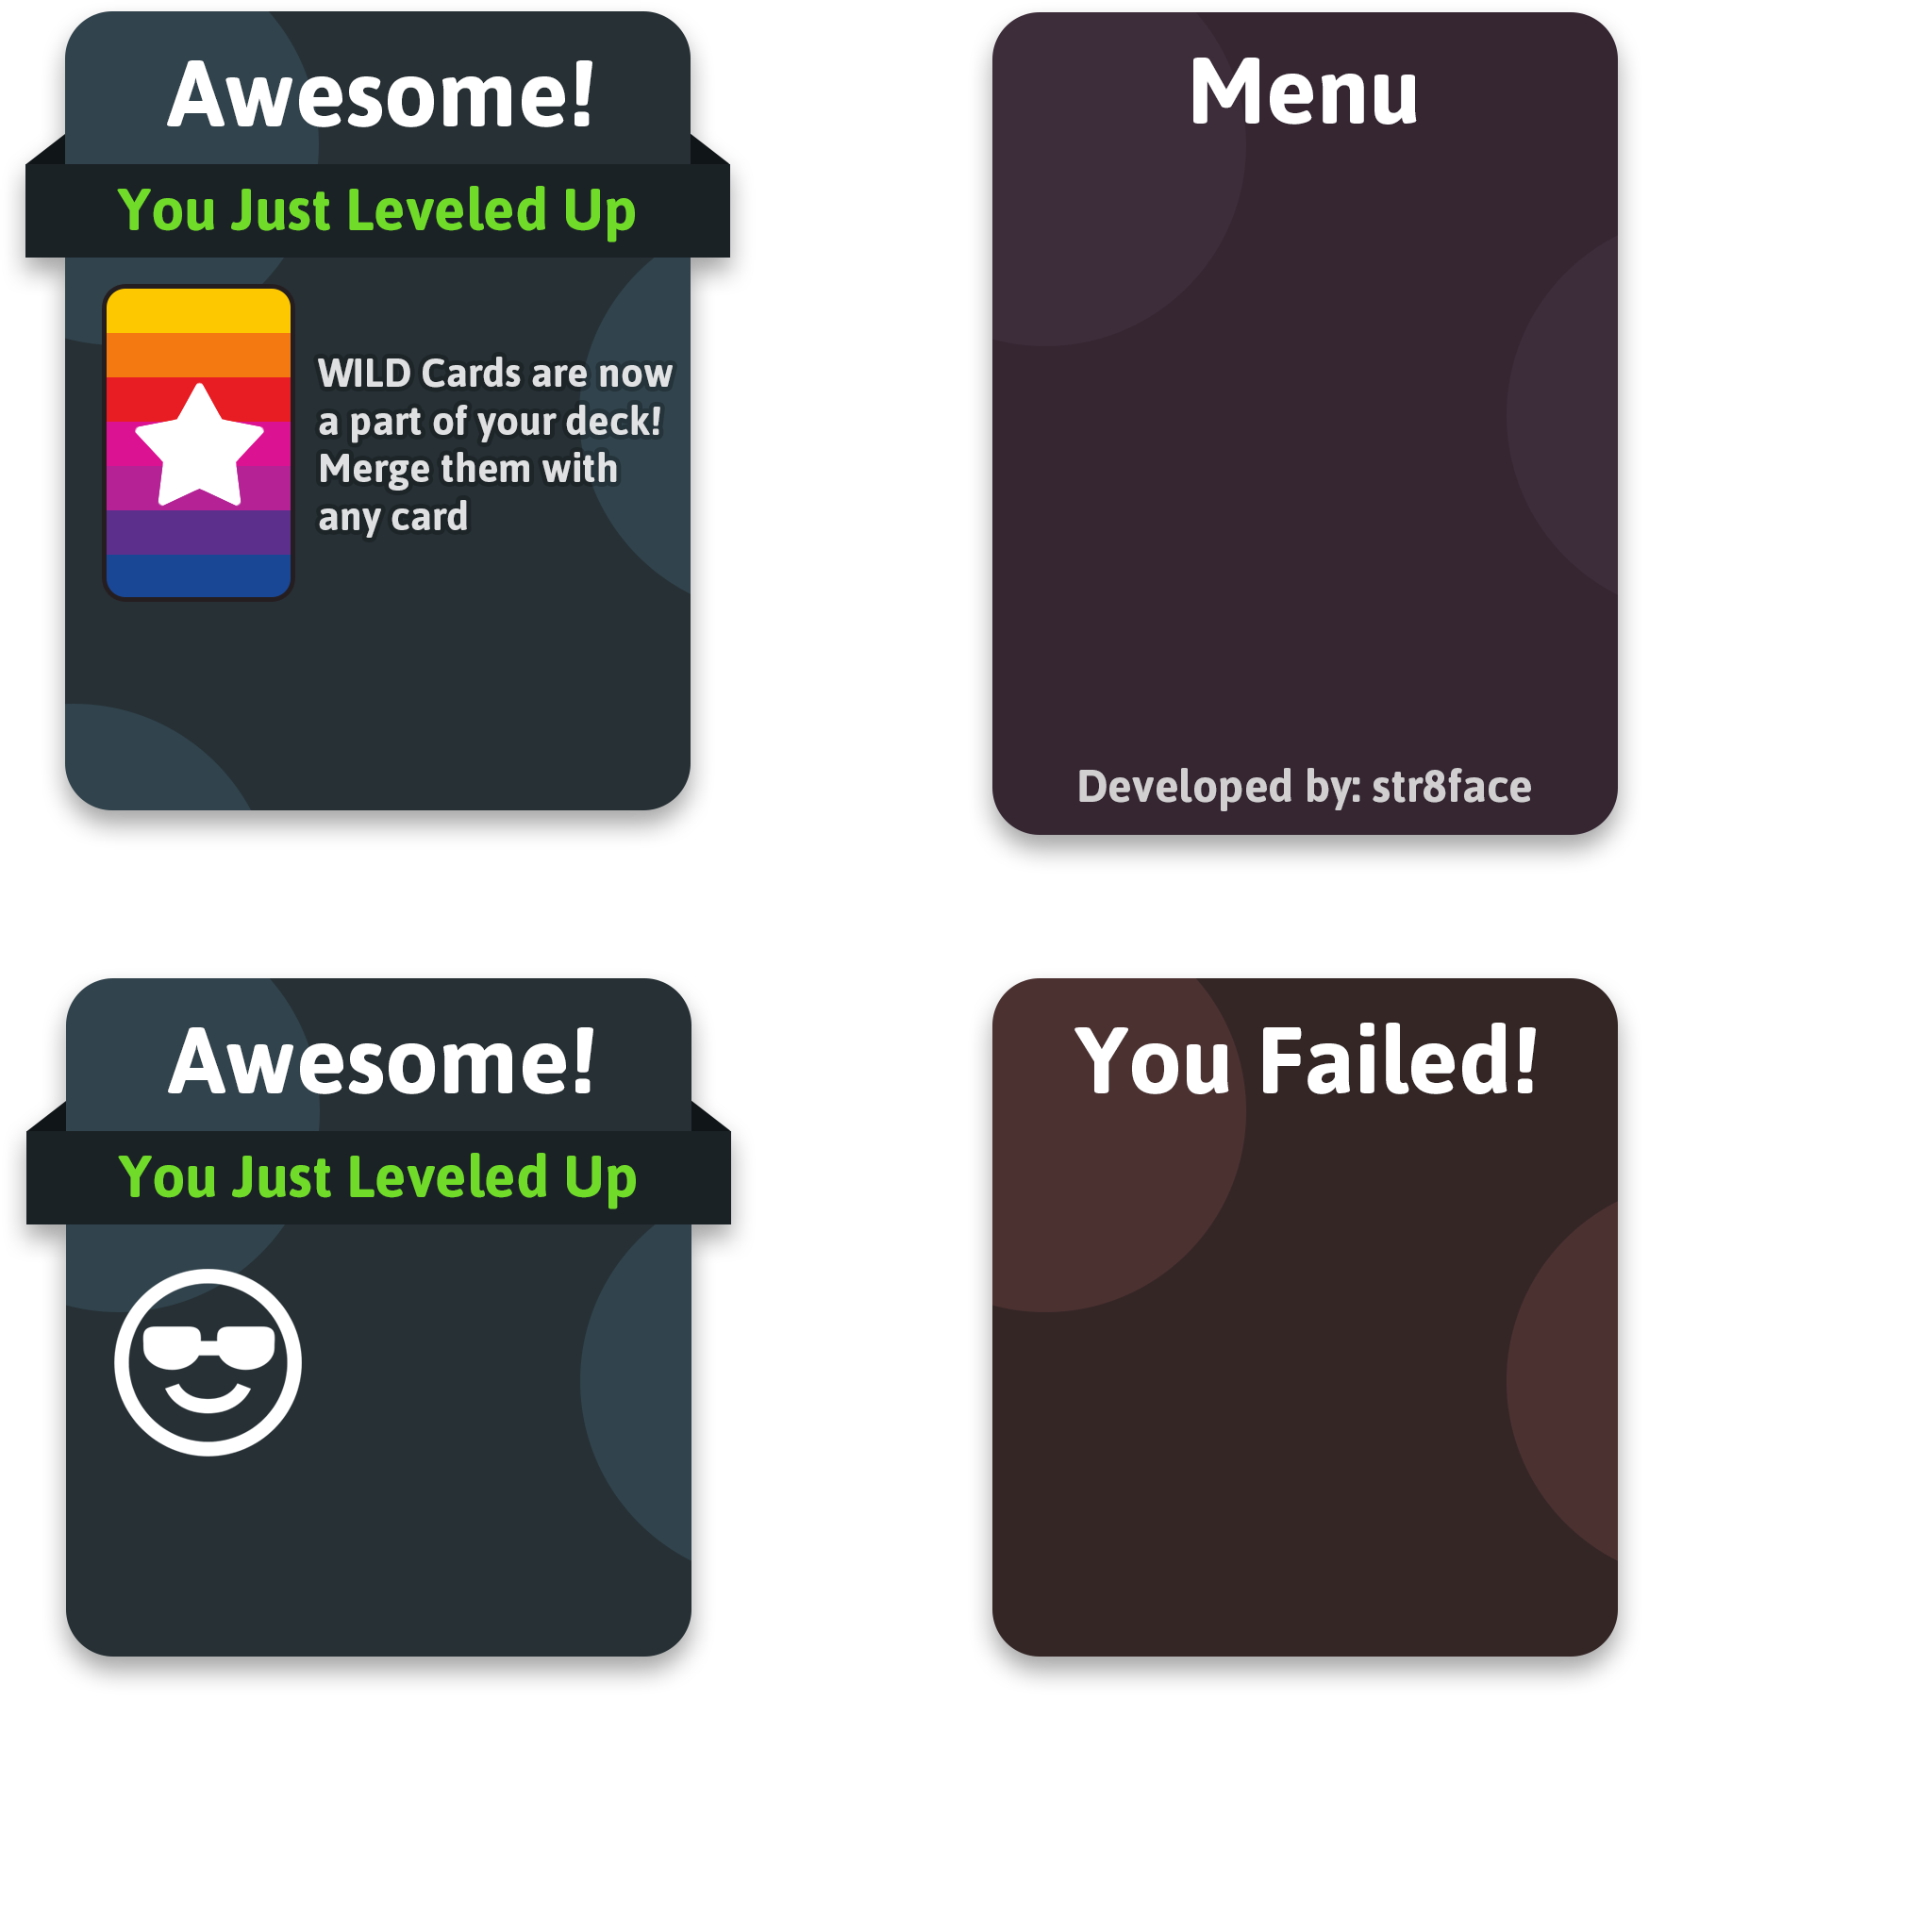 Awesome!
You Just Leveled Up
WILD Cards are now
a part of your deck!
Merge them with
any card
Menu
Developed by: str8face
Awesome!
You Just Leveled Up
You Failed!